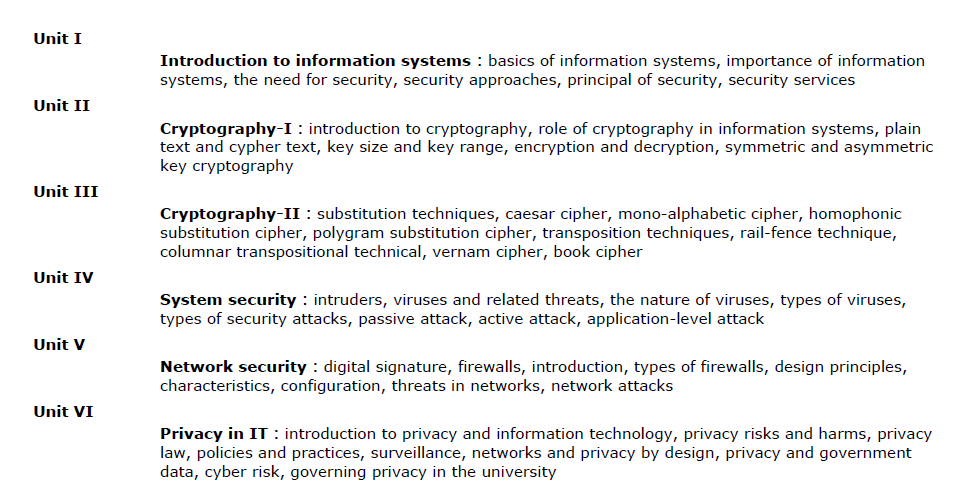 Unit I
Introduction to information systems : basics of information systems, importance of information
systems, the need for security, security approaches, principal of security, security services
Unit II
Cryptography-I : introduction to cryptography, role of cryptography in information systems, plain
text and cypher text, key size and key range, encryption and decryption, symmetric and asymmetric
key cryptography
Unit III
Cryptography-II : substitution techniques, caesar cipher, mono-alphabetic cipher, homophonic
substitution cipher, polygram substitution cipher, transposition techniques, rail-fence technique,
columnar transpositional technical, vernam cipher, book cipher
Unit IV
System security : intruders, viruses and related threats, the nature of viruses, types of viruses,
types of security attacks, passive attack, active attack, application-level attack
Unit V
Network security : digital signature, firewalls, introduction, types of firewalls, design principles,
characteristics, configuration, threats in networks, network attacks
Unit VI
Privacy in IT : introduction to privacy and information technology, privacy risks and harms, privacy
law, policies and practices, surveillance, networks and privacy by design, privacy and government
data, cyber risk, governing privacy in the university